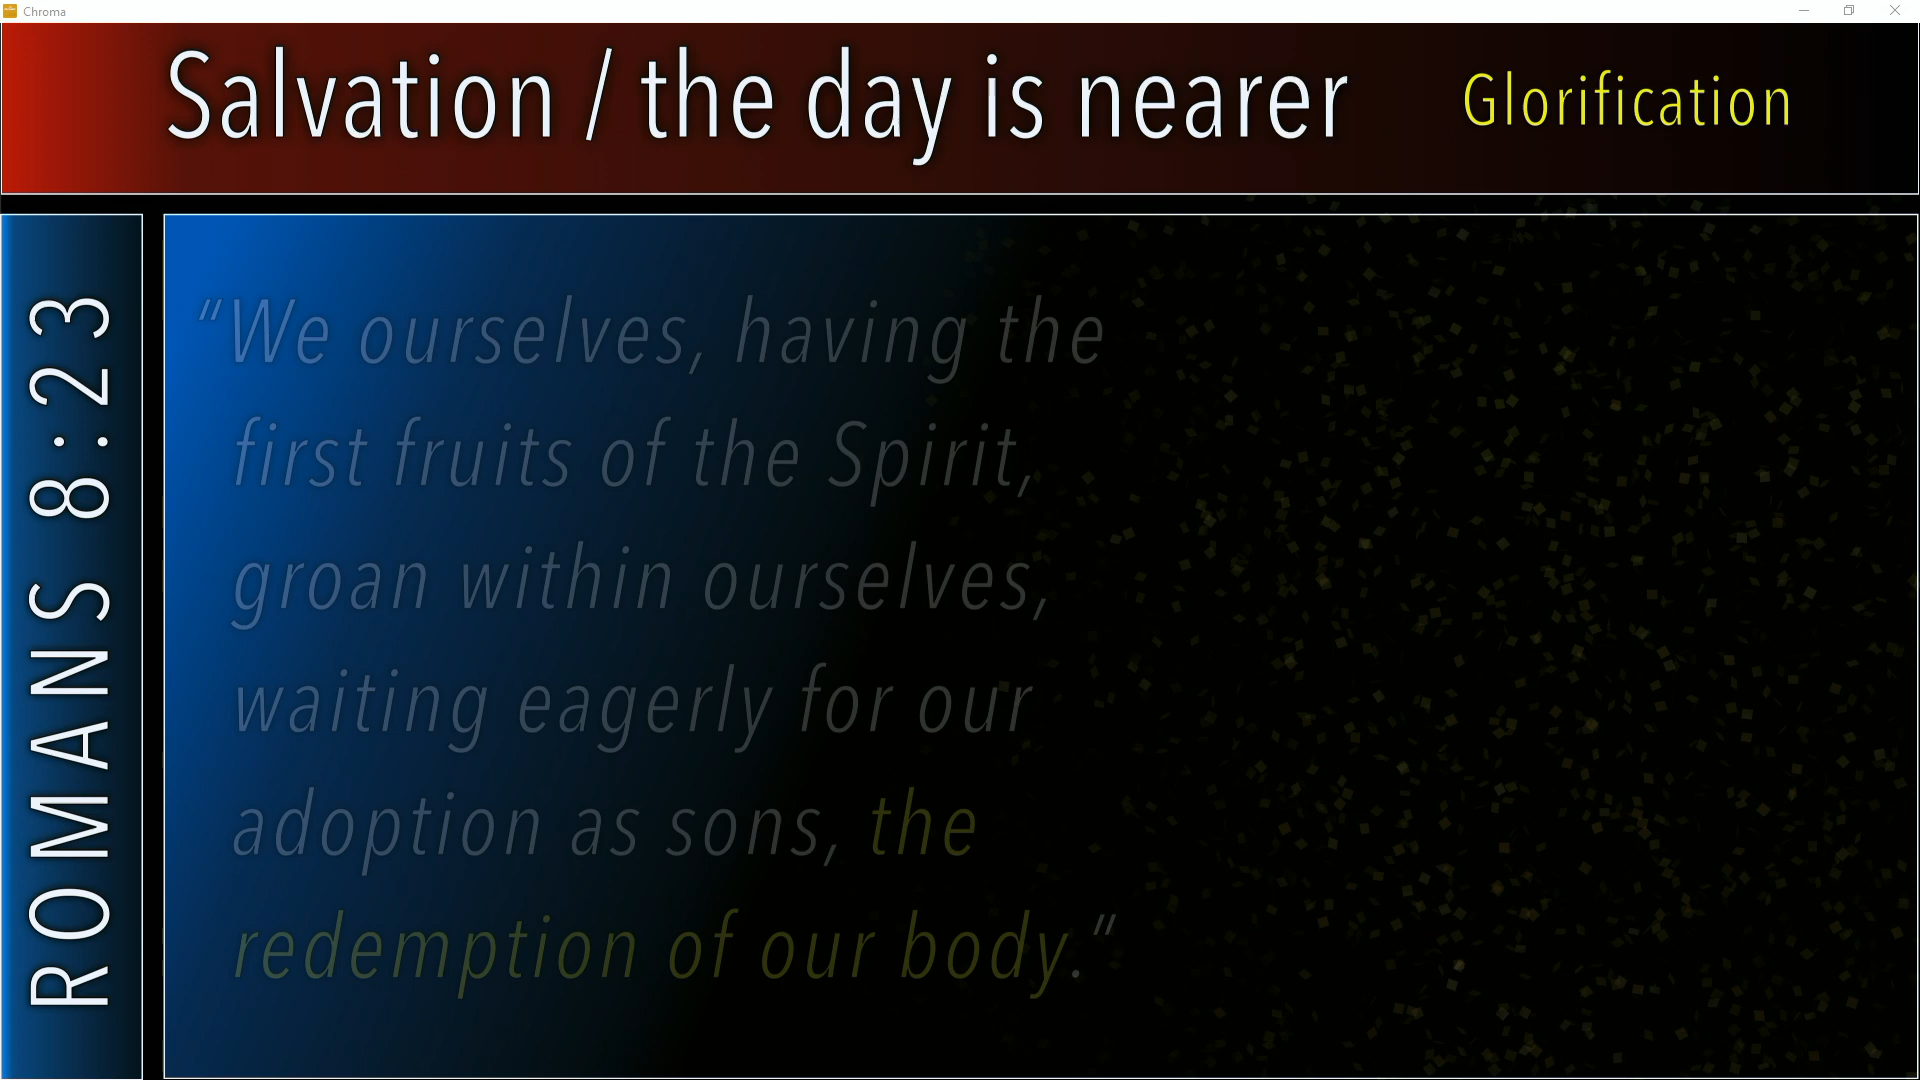 Chroma
Salvation / the day is nearer
Glorification
ROMANS 8:23
“We ourselves, having the
first fruits of the Spirit,
groan within ourselves,
waiting eagerly for our
adoption as sons, the
redemption of our body.”